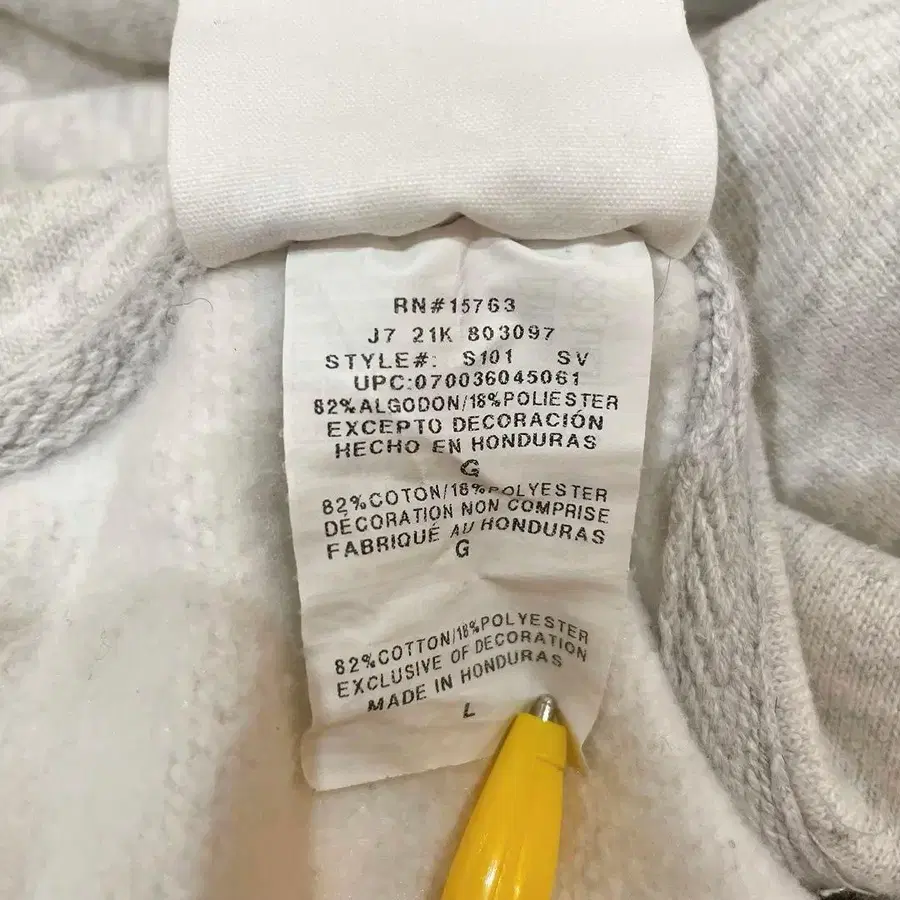 RN#15763
J7 21K 803097
STYLE#: S101 SV
UPC:070036045061
82%ALGODON/18%POLIESTER
EXCEPTO DECORACIÓN
HECHO EN HONDURAS
G
82%COTON/18%POLYESTER
DÉCORATION NON COMPRISE
FABRIQUÉ AU HONDURAS
G
82%COTTON/18%POLYESTER
EXCLUSIVE OF DECORATION
MADE IN HONDURAS
L